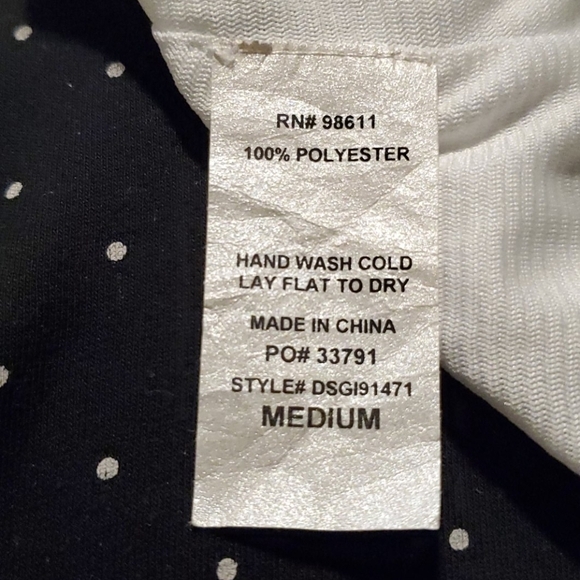 RN# 98611
100% POLYESTER
HAND WASH COLD
LAY FLAT TO DRY
MADE IN CHINA
PO# 33791
STYLE# DSGI91471
MEDIUM